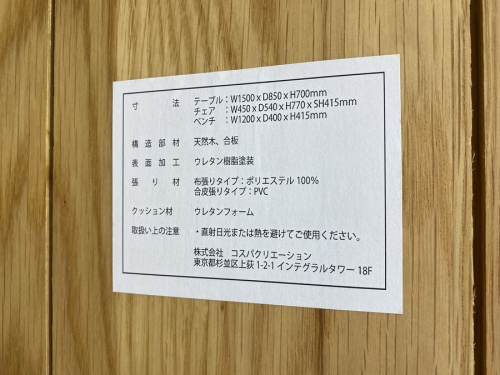 寸法 テーブル：W1500 x D850 x H700mm
チェア ：W450 x D540 x H770 x SH415mm
ベンチ ：W1200 x D400 x H415mm
構造部材 天然木、合板
表面加工 ウレタン樹脂塗装
張り材 布張りタイプ：ポリエステル 100%
合皮張りタイプ：PVC
クッション材 ウレタンフォーム
取扱い上の注意 ・直射日光または熱を避けてご使用ください。
株式会社 コスパクリエーション
東京都杉並区上荻 1-2-1 インテグラルタワー 18F